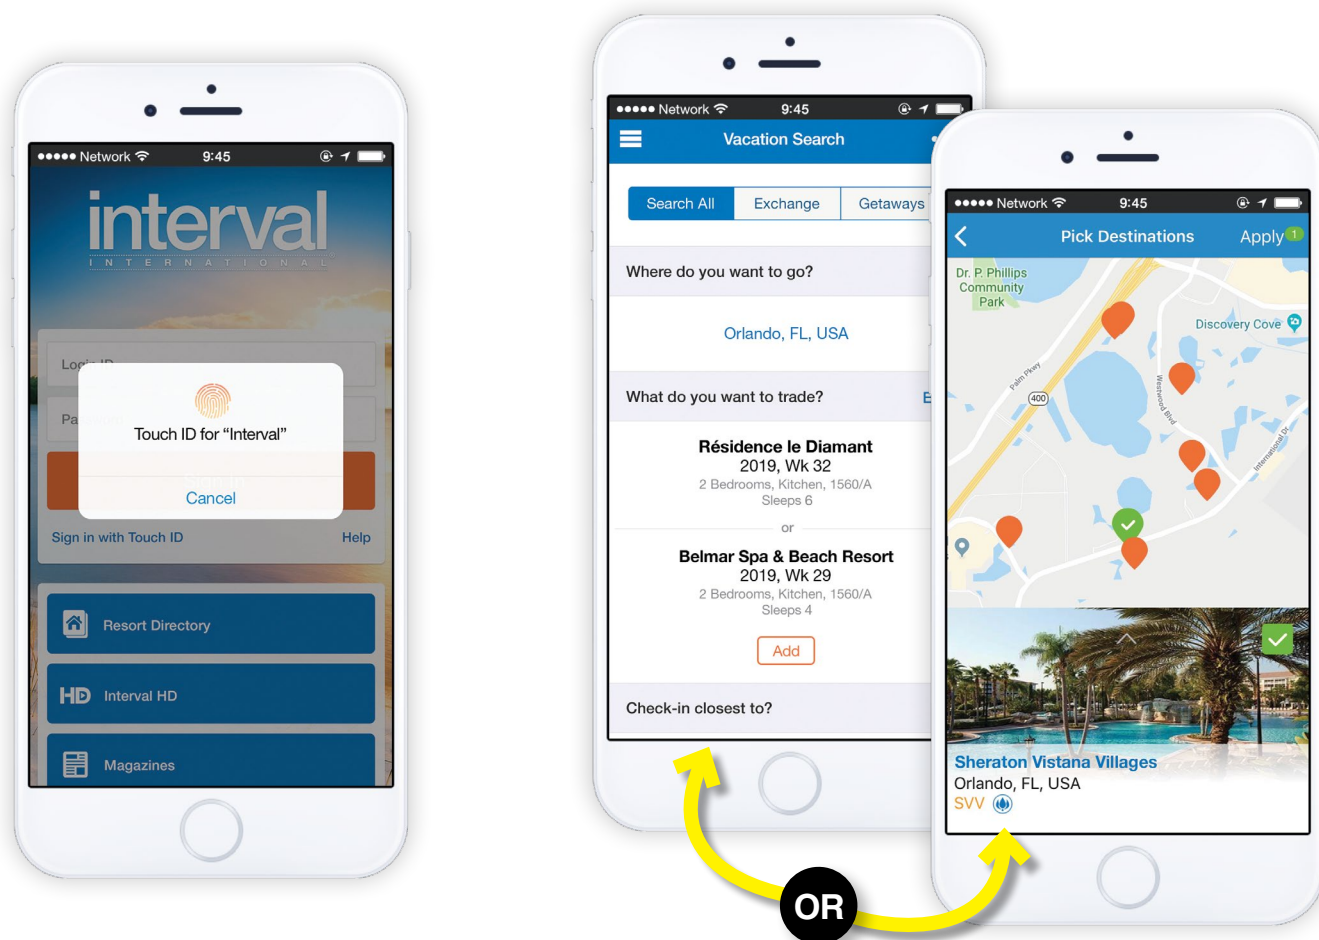 Network 9:45
interval
INTERNATIONAL
Login ID
Touch ID for “Interval”
Cancel
Sign in with Touch ID Help
Resort Directory
HD Interval HD
Magazines
Network 9:45
Vacation Search
Search All Exchange Getaways
Where do you want to go?
Orlando, FL, USA
What do you want to trade?
E
Résidence le Diamant
2019, Wk 32
2 Bedrooms, Kitchen, 1560/A
Sleeps 6
or
Belmar Spa & Beach Resort
2019, Wk 29
2 Bedrooms, Kitchen, 1560/A
Sleeps 4
Add
Check-in closest to?
Network 9:45
Pick Destinations Apply 1
Dr. P. Phillips
Community
Park
Discovery Cove
Palm Pkwy
400
Westwood Blvd
International Dr
Sheraton Vistana Villages
Orlando, FL, USA
SVV
OR